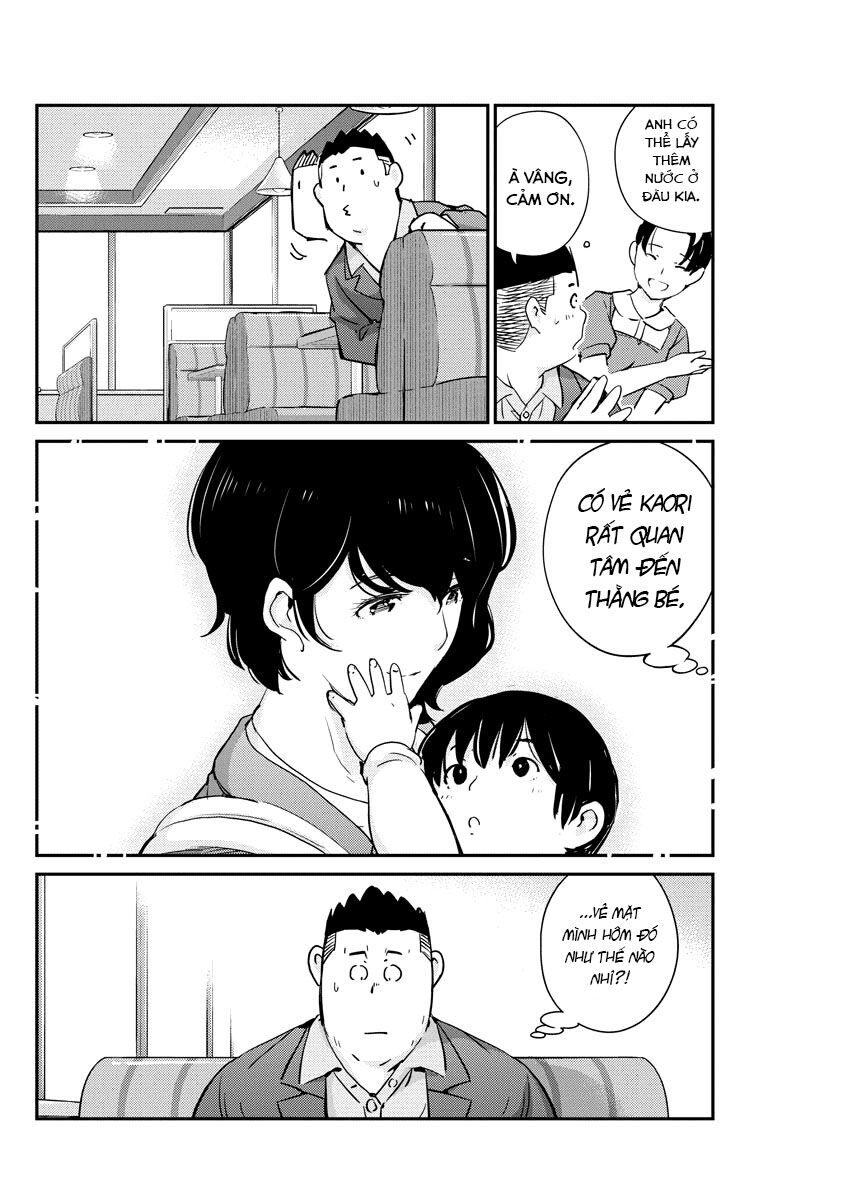 ANH CÓ
THỂ LẤY
THÊM
NƯỚC Ở
ĐẦU KIA.
À VÂNG,
CẢM ƠN.
CÓ VẺ KAORI
RẤT QUAN
TÂM ĐẾN
THẰNG BÉ.
...VẺ MẶT
MÌNH HÔM ĐÓ
NHƯ THẾ NÀO
NHỈ?!